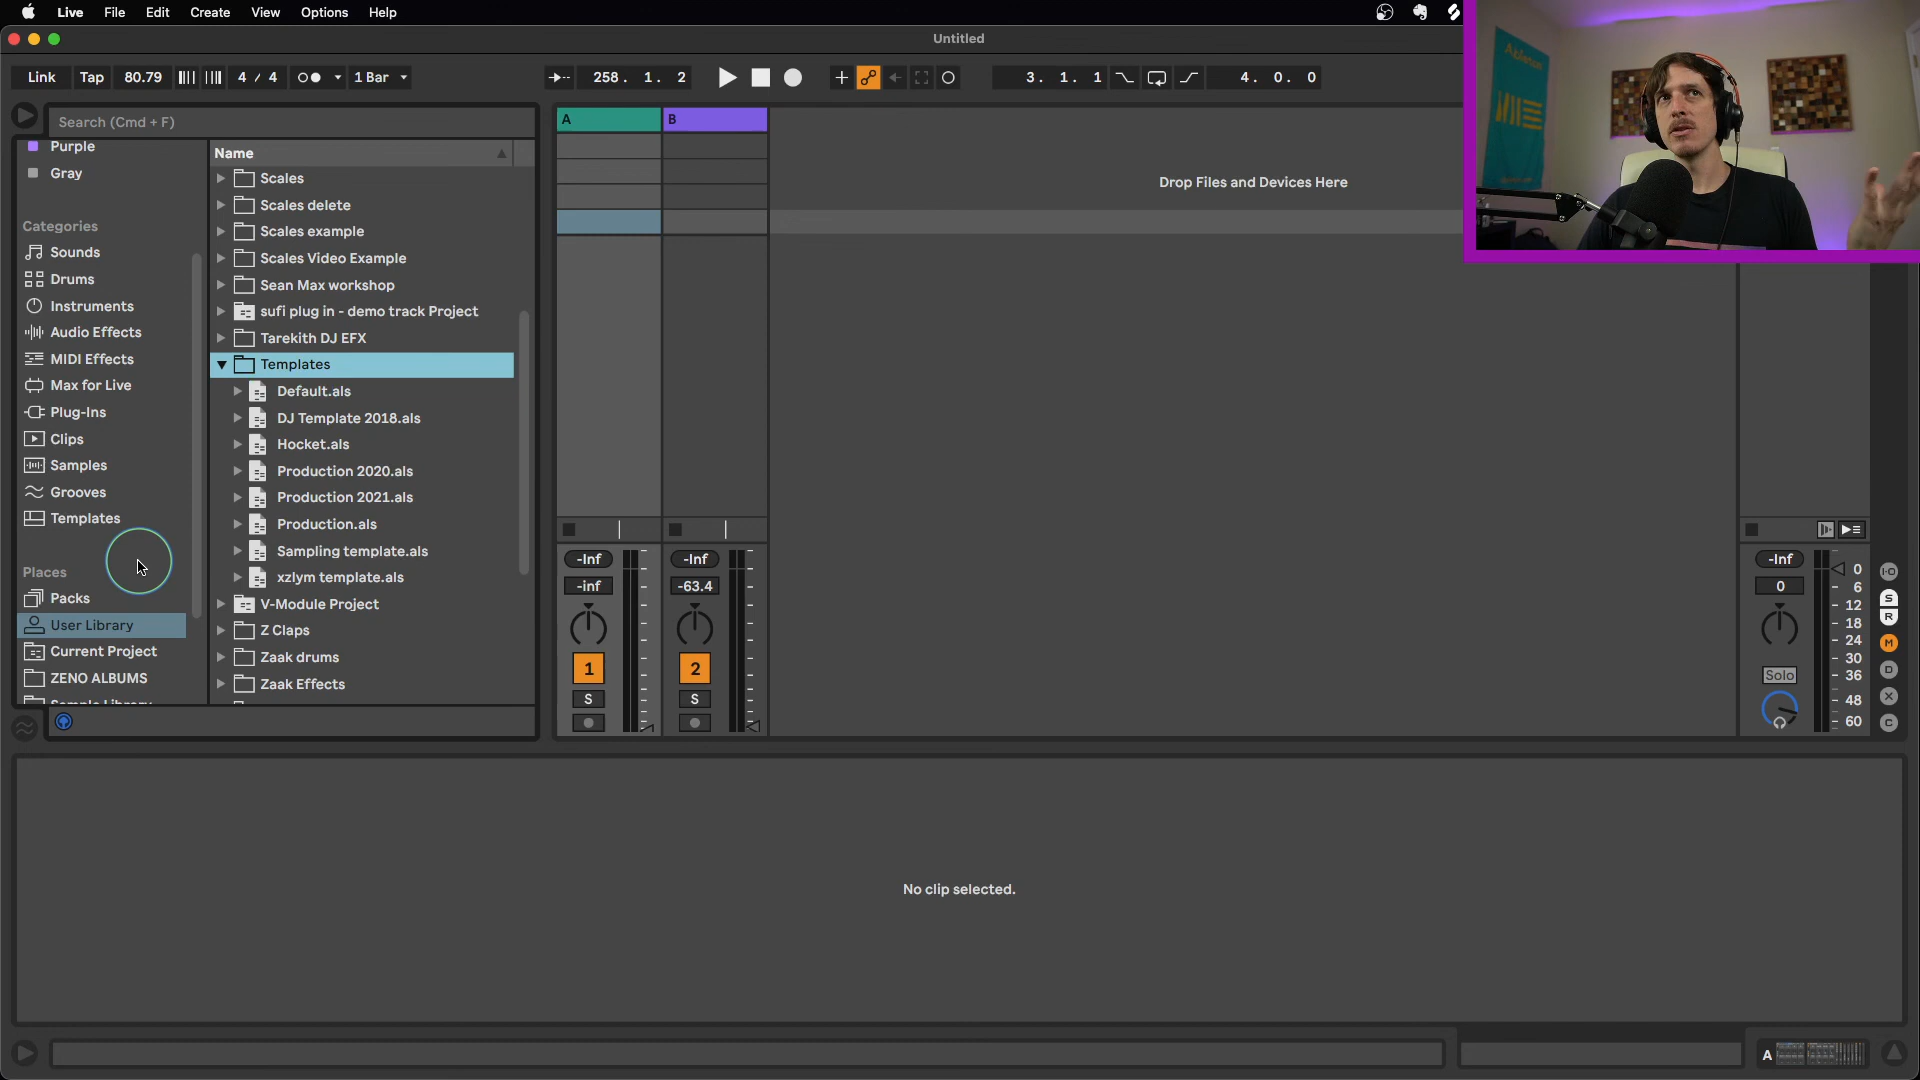 Live File Edit Create View Options Help
Untitled
Link Tap 80.79 4 / 4 1 Bar 258. 1. 2 3. 1. 1 4. 0. 0
Search (Cmd + F)
Purple
Gray
Categories
Sounds
Drums
Instruments
Audio Effects
MIDI Effects
Max for Live
Plug-Ins
Clips
Samples
Grooves
Templates
Places
Packs
User Library
Current Project
ZENO ALBUMS
Sample Library
Name
Scales
Scales delete
Scales example
Scales Video Example
Sean Max workshop
sufi plug in - demo track Project
Tarekith DJ EFX
Templates
Default.als
DJ Template 2018.als
Hocket.als
Production 2020.als
Production 2021.als
Production.als
Sampling template.als
xzlym template.als
V-Module Project
Z Claps
Zaak drums
Zaak Effects
A B
Drop Files and Devices Here
Ableton
-Inf -Inf -Inf
-inf -63.4 0
1 2
S S
Solo
0
6
12
18
24
30
36
48
60
I·O
S
R
M
D
X
C
No clip selected.
A